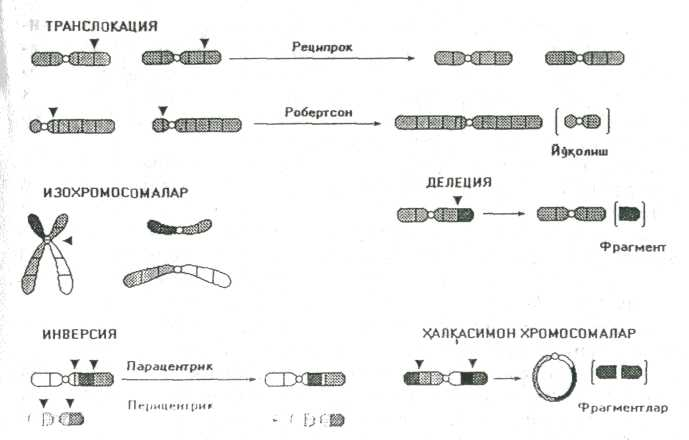 ТРАНСЛОКАЦИЯ
Реципрок
Робертсон
Йўқолиш
ИЗОХРОМОСОМАЛАР
ДЕЛЕЦИЯ
Фрагмент
ИНВЕРСИЯ
ҲАЛҚАСИМОН ХРОМОСОМАЛАР
Парацентрик
Перицентрик
Фрагментлар